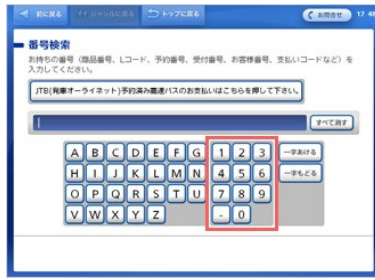 前に戻る
ジャンルに戻る
トップに戻る
お問合せ
17 48
番号検索
お持ちの番号(商品番号、Lコード、予約番号、受付番号、お客様番号、支払いコードなど)を
入力してください。
JTB(発車オーライネット)予約済み高速バスのお支払いはこちらを押して下さい。
すべて消す
A B C D E F G 1 2 3 一字あける
H I J K L M N 4 5 6 一字もどる
O P Q R S T U 7 8 9
V W X Y Z - 0